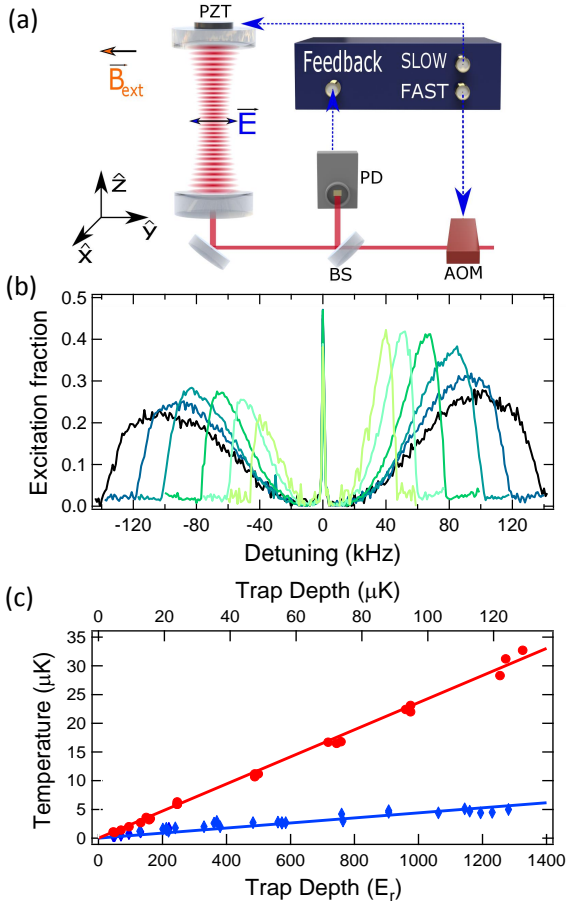 (a)
PZT
B⃗ext
E⃗
Feedback
SLOW
FAST
PD
ẑ
ŷ
x̂
BS
AOM
(b)
0.5
0.4
0.3
0.2
0.1
0.0
Excitation fraction
-120 -80 -40 0 40 80 120
Detuning (kHz)
(c)
Trap Depth (μK)
0 20 40 60 80 100 120
35
30
25
20
15
10
5
0
Temperature (μK)
0 200 400 600 800 1000 1200 1400
Trap Depth (Er)